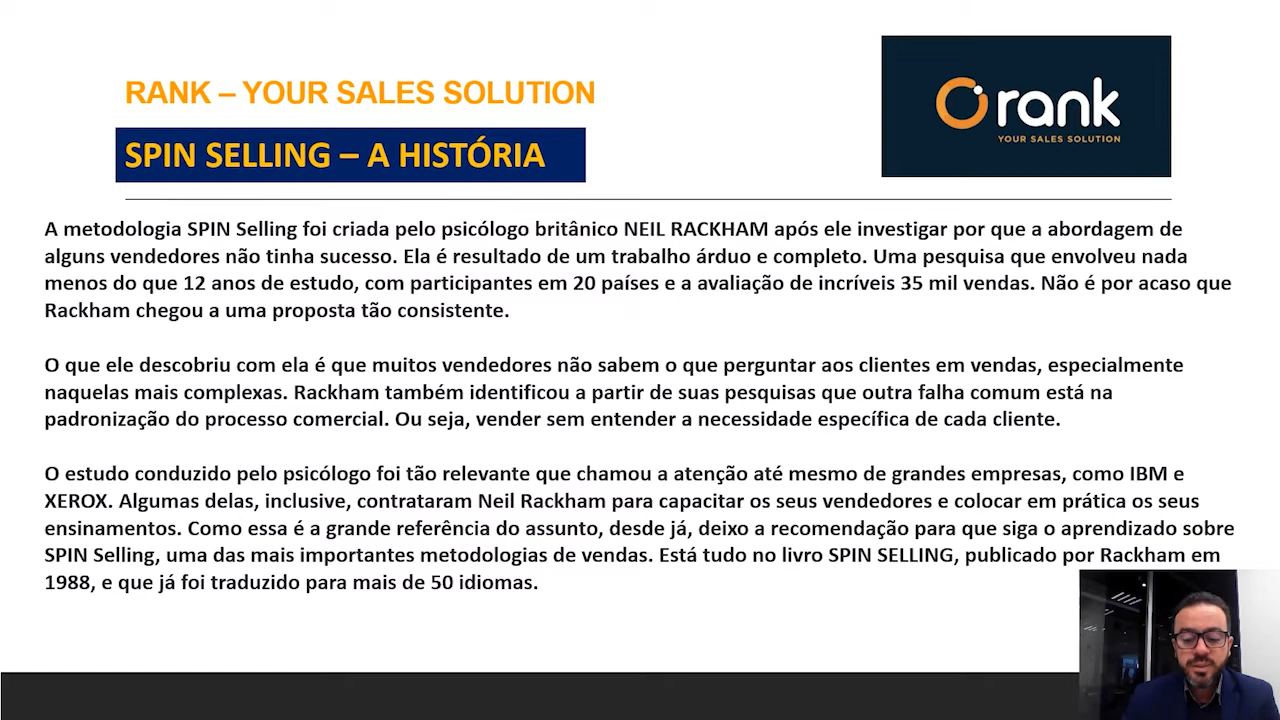 RANK – YOUR SALES SOLUTION
rank
YOUR SALES SOLUTION
SPIN SELLING – A HISTÓRIA
A metodologia SPIN Selling foi criada pelo psicólogo britânico NEIL RACKHAM após ele investigar por que a abordagem de
alguns vendedores não tinha sucesso. Ela é resultado de um trabalho árduo e completo. Uma pesquisa que envolveu nada
menos do que 12 anos de estudo, com participantes em 20 países e a avaliação de incríveis 35 mil vendas. Não é por acaso que
Rackham chegou a uma proposta tão consistente.
O que ele descobriu com ela é que muitos vendedores não sabem o que perguntar aos clientes em vendas, especialmente
naquelas mais complexas. Rackham também identificou a partir de suas pesquisas que outra falha comum está na
padronização do processo comercial. Ou seja, vender sem entender a necessidade específica de cada cliente.
O estudo conduzido pelo psicólogo foi tão relevante que chamou a atenção até mesmo de grandes empresas, como IBM e
XEROX. Algumas delas, inclusive, contrataram Neil Rackham para capacitar os seus vendedores e colocar em prática os seus
ensinamentos. Como essa é a grande referência do assunto, desde já, deixo a recomendação para que siga o aprendizado sobre
SPIN Selling, uma das mais importantes metodologias de vendas. Está tudo no livro SPIN SELLING, publicado por Rackham em
1988, e que já foi traduzido para mais de 50 idiomas.